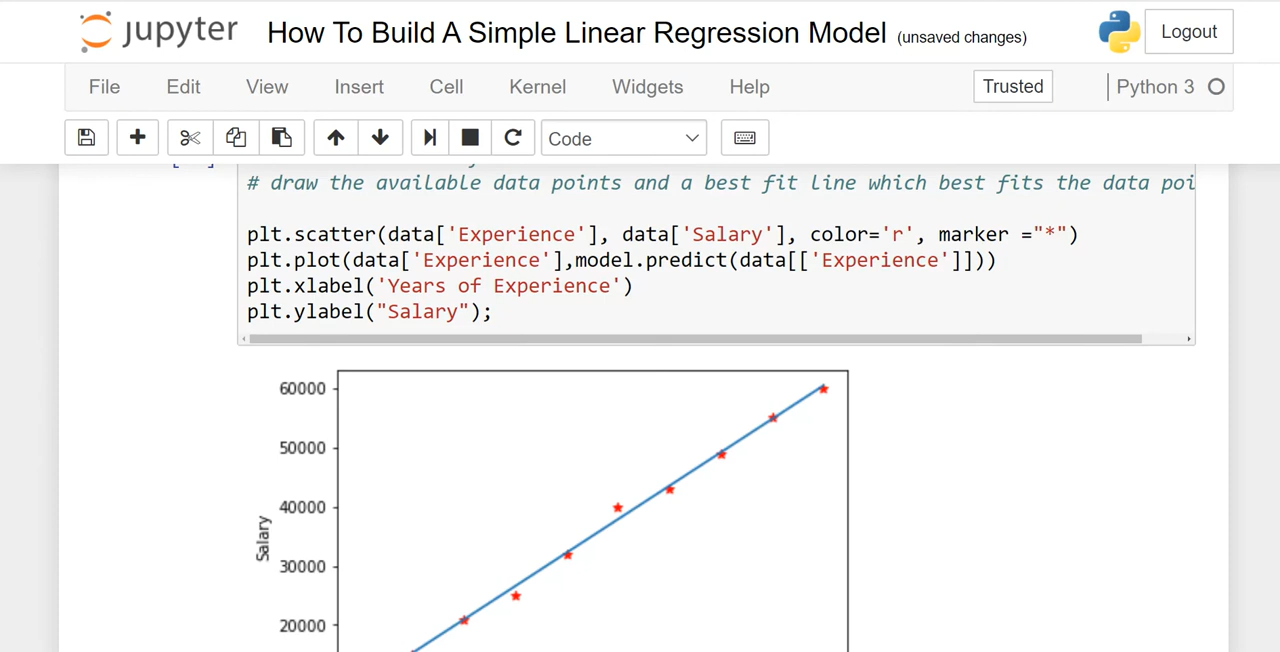 jupyter How To Build A Simple Linear Regression Model (unsaved changes) Logout
File Edit View Insert Cell Kernel Widgets Help Trusted Python 3
Code
# draw the available data points and a best fit line which best fits the data poi
plt.scatter(data['Experience'], data['Salary'], color='r', marker ="*")
plt.plot(data['Experience'],model.predict(data[['Experience']]))
plt.xlabel('Years of Experience')
plt.ylabel("Salary");
60000
50000
40000
30000
20000
Salary